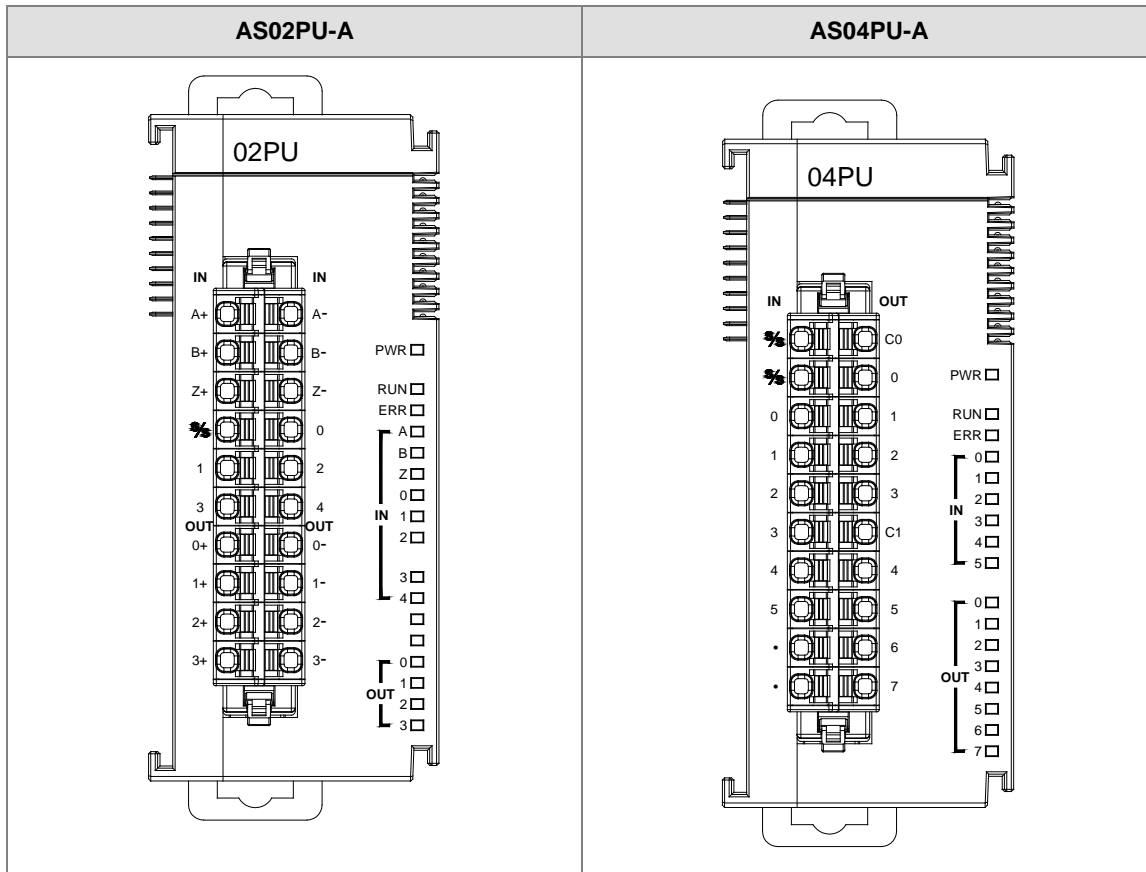 AS02PU-A
AS04PU-A
02PU
IN IN
A+ A-
B+ B-
Z+ Z-
S/S 0
1 2
3 4
OUT OUT
0+ 0-
1+ 1-
2+ 2-
3+ 3-
PWR
RUN
ERR
A
B
Z
0
1
IN
2
3
4
0
1
OUT
2
3
04PU
IN OUT
S/S C0
S/S 0
0 1
1 2
2 3
3 C1
4 4
5 5
• 6
• 7
PWR
RUN
ERR
0
1
2
IN
3
4
5
0
1
2
3
OUT
4
5
6
7